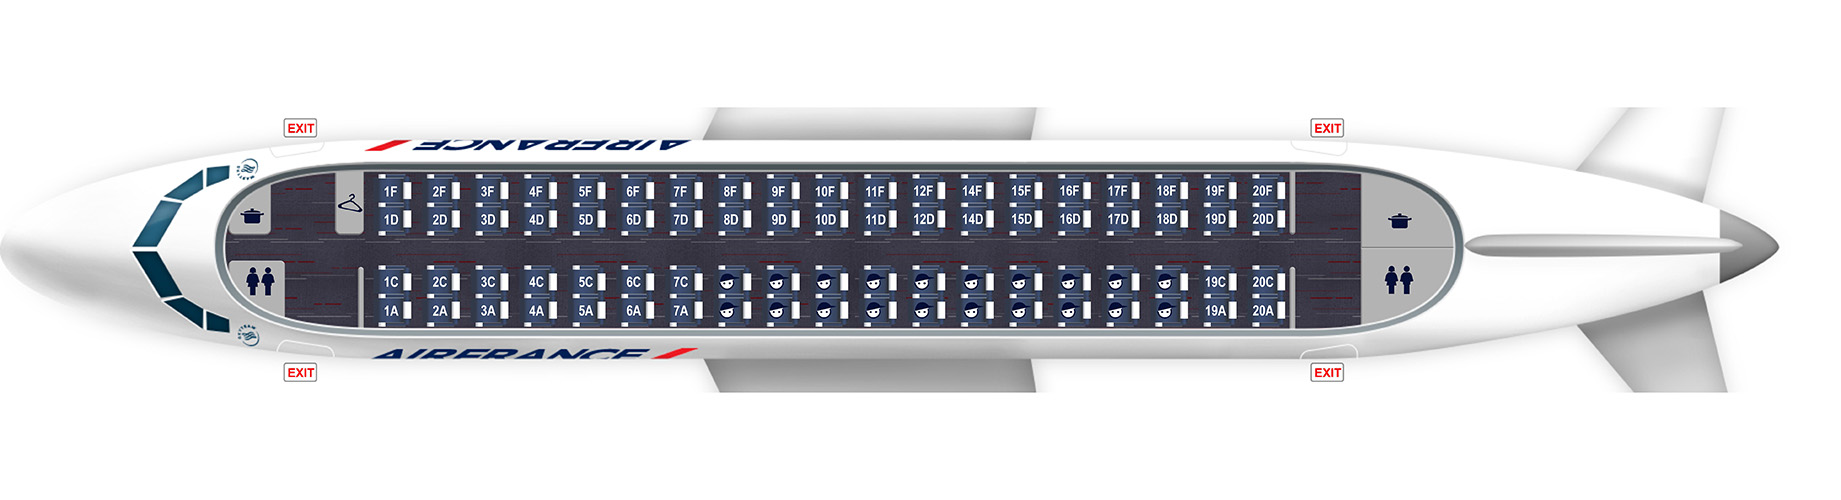 EXIT EXIT
AIRFRANCE
1F 2F 3F 4F 5F 6F 7F 8F 9F 10F 11F 12F 14F 15F 16F 17F 18F 19F 20F
1D 2D 3D 4D 5D 6D 7D 8D 9D 10D 11D 12D 14D 15D 16D 17D 18D 19D 20D
1C 2C 3C 4C 5C 6C 7C 19C 20C
1A 2A 3A 4A 5A 6A 7A 19A 20A
AIRFRANCE
EXIT EXIT